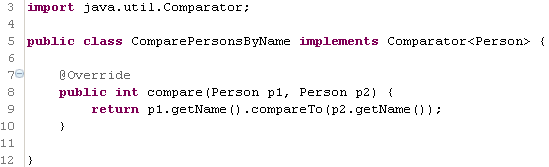 3 import java.util.Comparator;
4
5 public class ComparePersonsByName implements Comparator<Person> {
6
7 @Override
8 public int compare(Person p1, Person p2) {
9 return p1.getName().compareTo(p2.getName());
10 }
11
12 }